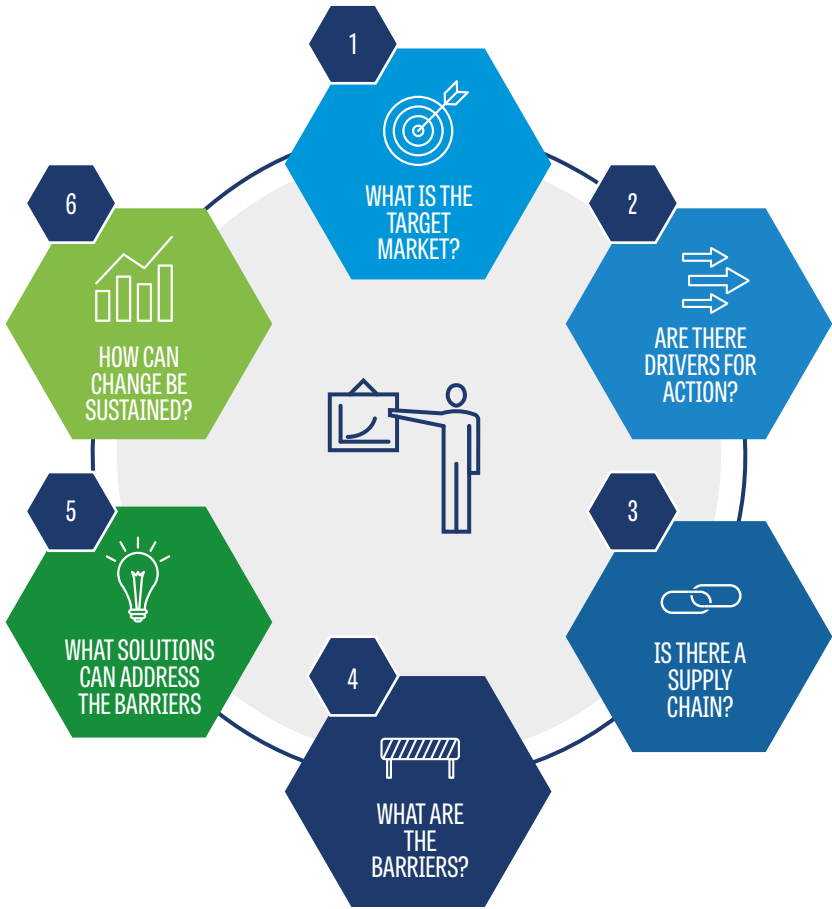 1
WHAT IS THE
TARGET
MARKET?
2
ARE THERE
DRIVERS FOR
ACTION?
3
IS THERE A
SUPPLY
CHAIN?
4
WHAT ARE
THE
BARRIERS?
5
WHAT SOLUTIONS
CAN ADDRESS
THE BARRIERS
6
HOW CAN
CHANGE BE
SUSTAINED?